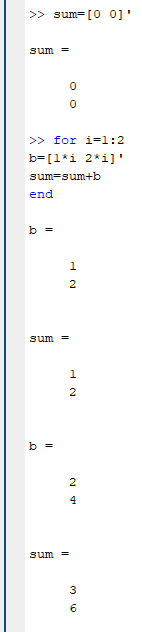 >> sum=[0 0]'
sum =
0
0
>> for i=1:2
b=[1*i 2*i]'
sum=sum+b
end
b =
1
2
sum =
1
2
b =
2
4
sum =
3
6